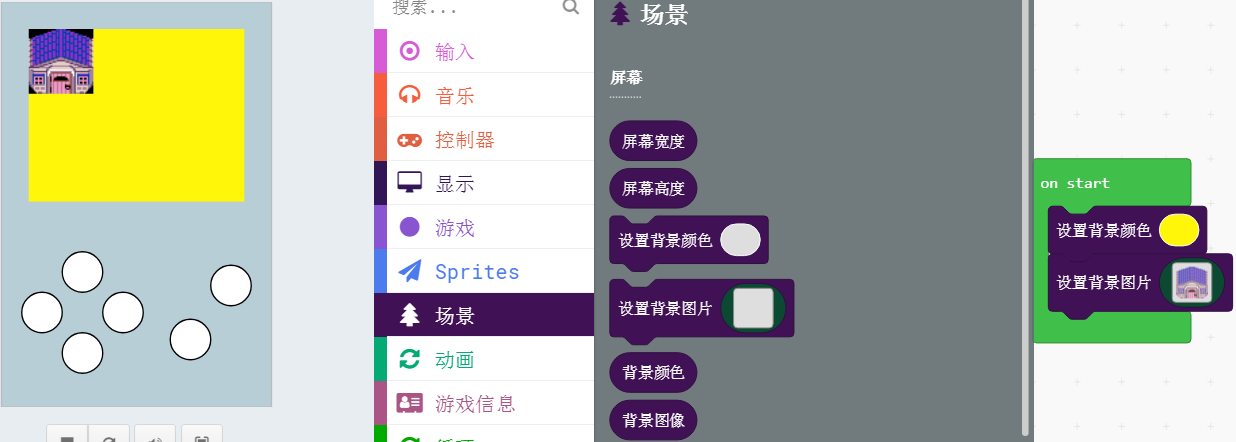 搜索...
输入
音乐
控制器
显示
游戏
Sprites
场景
动画
游戏信息
循环
场景
屏幕
屏幕宽度
屏幕高度
设置背景颜色
设置背景图片
背景颜色
背景图像
on start
设置背景颜色
设置背景图片